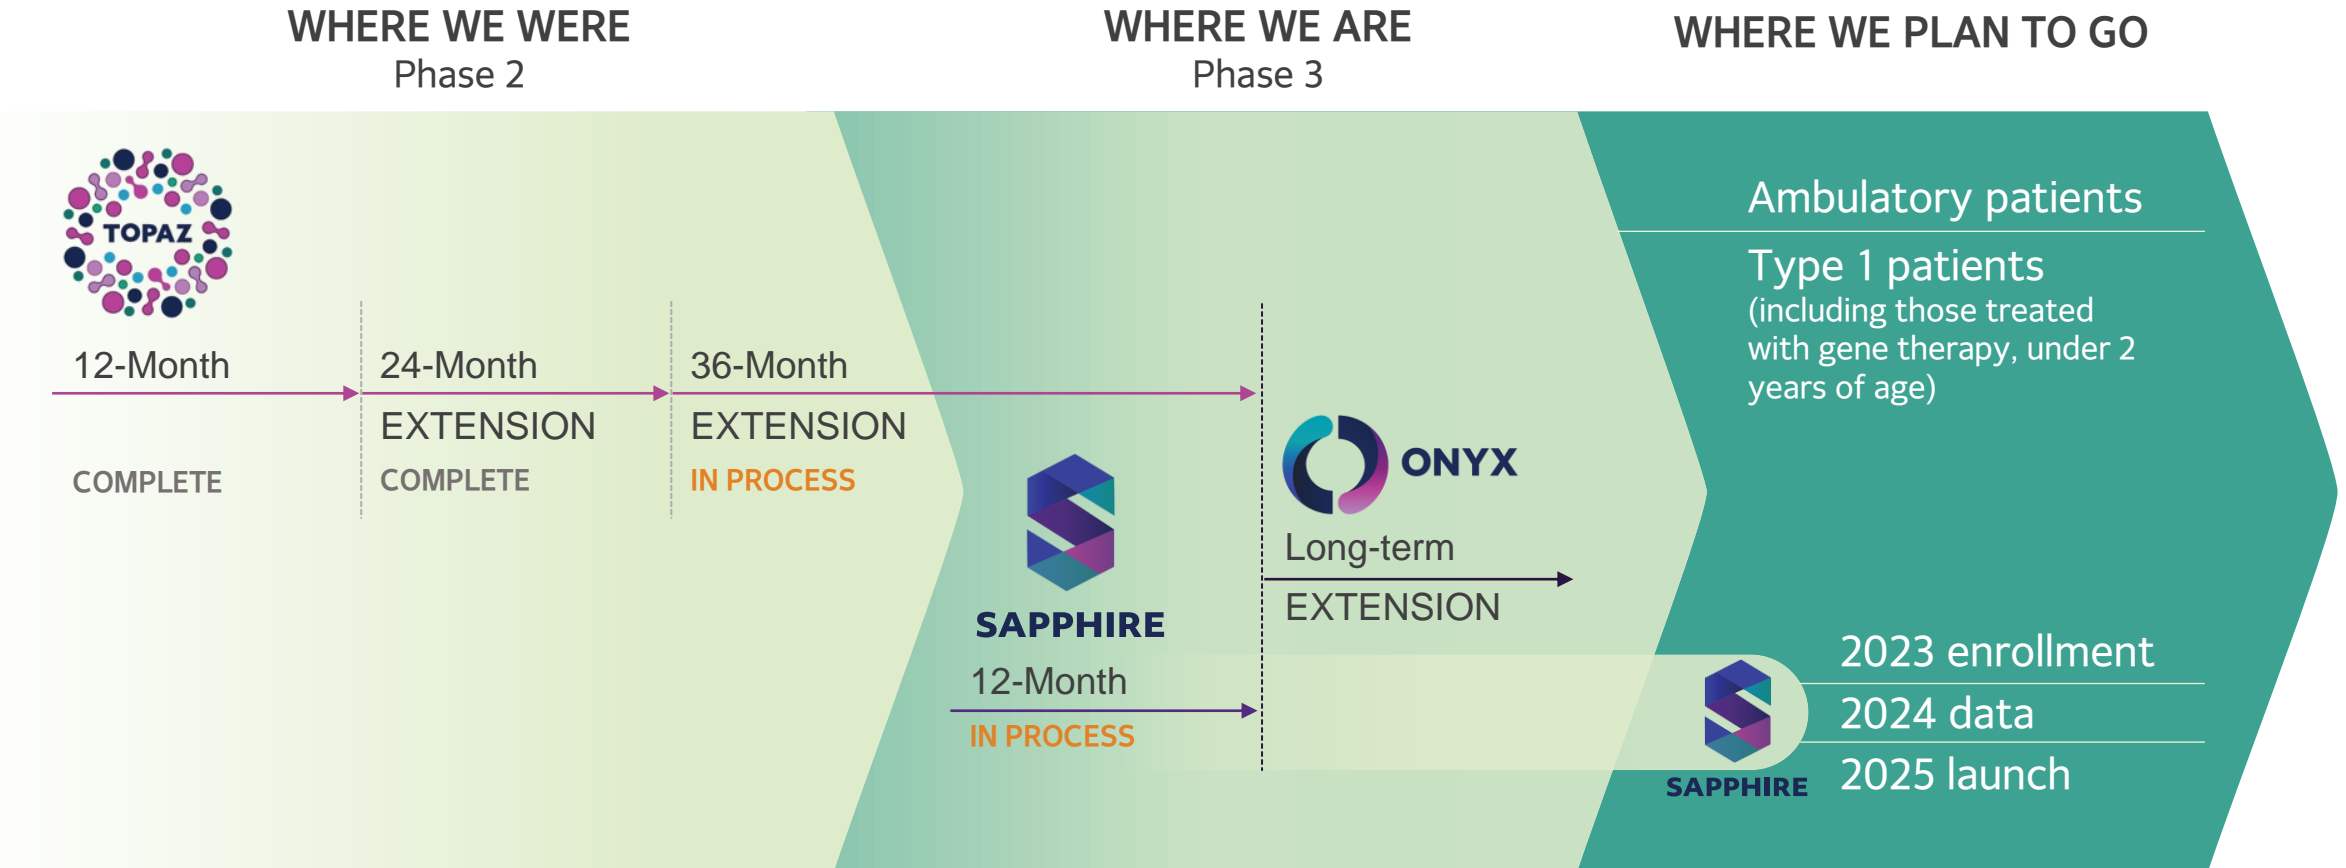 WHERE WE WERE
Phase 2
WHERE WE ARE
Phase 3
WHERE WE PLAN TO GO
TOPAZ
12-Month
COMPLETE
24-Month
EXTENSION
COMPLETE
36-Month
EXTENSION
IN PROCESS
SAPPHIRE
12-Month
IN PROCESS
ONYX
Long-term
EXTENSION
Ambulatory patients
Type 1 patients
(including those treated
with gene therapy, under 2
years of age)
SAPPHIRE
2023 enrollment
2024 data
2025 launch